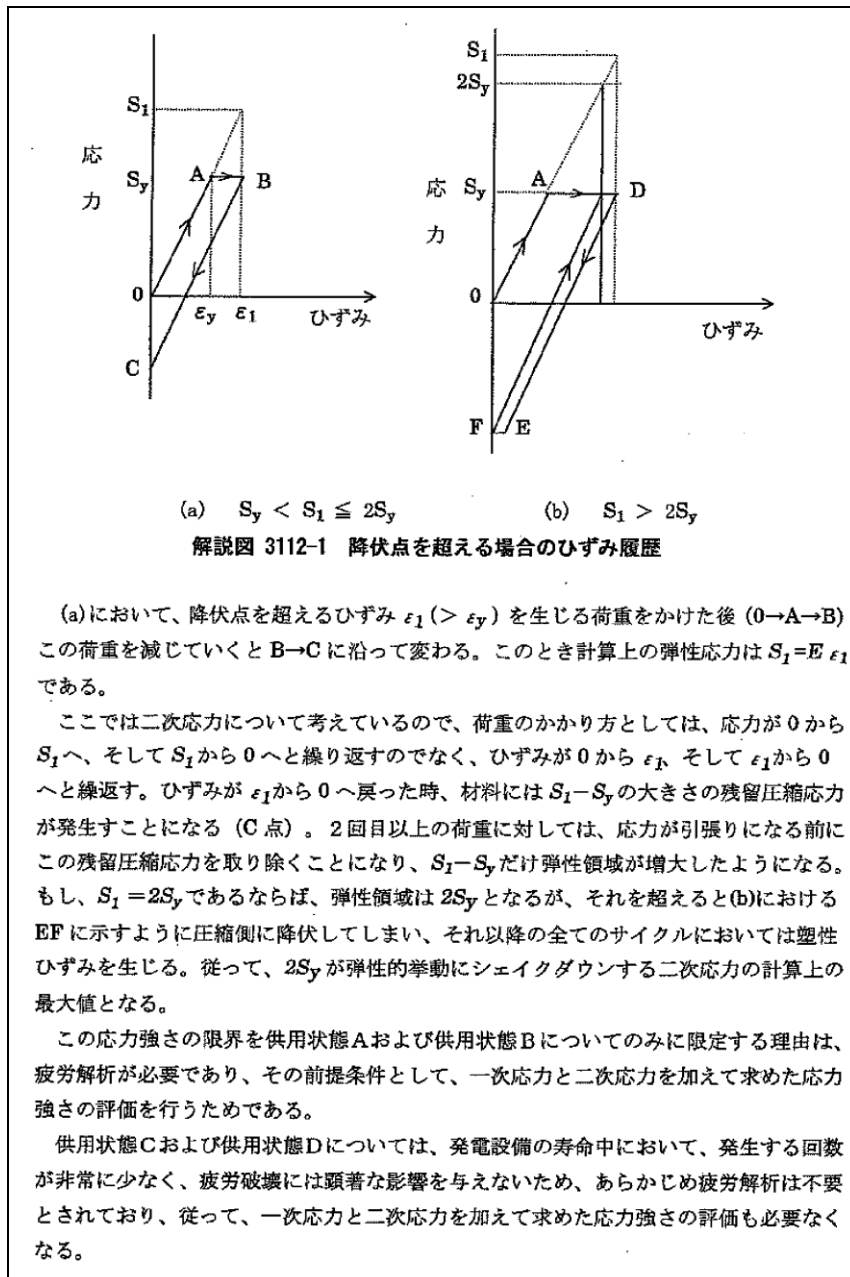 S1
応
Sy
力
A
B
0
εy
ε1
ひずみ
C
S1
2Sy
Sy
応
力
A
D
0
ひずみ
F
E
(a) Sy < S1 ≦ 2Sy
(b) S1 > 2Sy
解説図 3112-1 降伏点を超える場合のひずみ履歴
(a)において、降伏点を超えるひずみ ε1(> εy) を生じる荷重をかけた後 (0→A→B)
この荷重を減じていくと B→C に沿って変わる。このとき計算上の弾性応力は S1=E ε1
である。
ここでは二次応力について考えているので、荷重のかかり方としては、応力が 0 から
S1へ、そして S1から 0 へと繰り返すのでなく、ひずみが 0 から ε1、そして ε1から 0
へと繰返す。ひずみが ε1から 0 へ戻った時、材料には S1−Sy の大きさの残留圧縮応力
が発生すことになる（C 点）。2回目以上の荷重に対しては、応力が引張りになる前に
この残留圧縮応力を取り除くことになり、S1−Sy だけ弾性領域が増大したようになる。
もし、S1 =2Sy であるならば、弾性領域は 2Sy となるが、それを超えると(b)における
EF に示すように圧縮側に降伏してしまい、それ以降の全てのサイクルにおいては塑性
ひずみを生じる。従って、2Sy が弾性的挙動にシェイクダウンする二次応力の計算上の
最大値となる。
この応力強さの限界を供用状態Aおよび供用状態Bについてのみに限定する理由は、
疲労解析が必要であり、その前提条件として、一次応力と二次応力を加えて求めた応力
強さの評価を行うためである。
供用状態Cおよび供用状態Dについては、発電設備の寿命中において、発生する回数
が非常に少なく、疲労破壊には顕著な影響を与えないため、あらかじめ疲労解析は不要
とされており、従って、一次応力と二次応力を加えて求めた応力強さの評価も必要なく
なる。